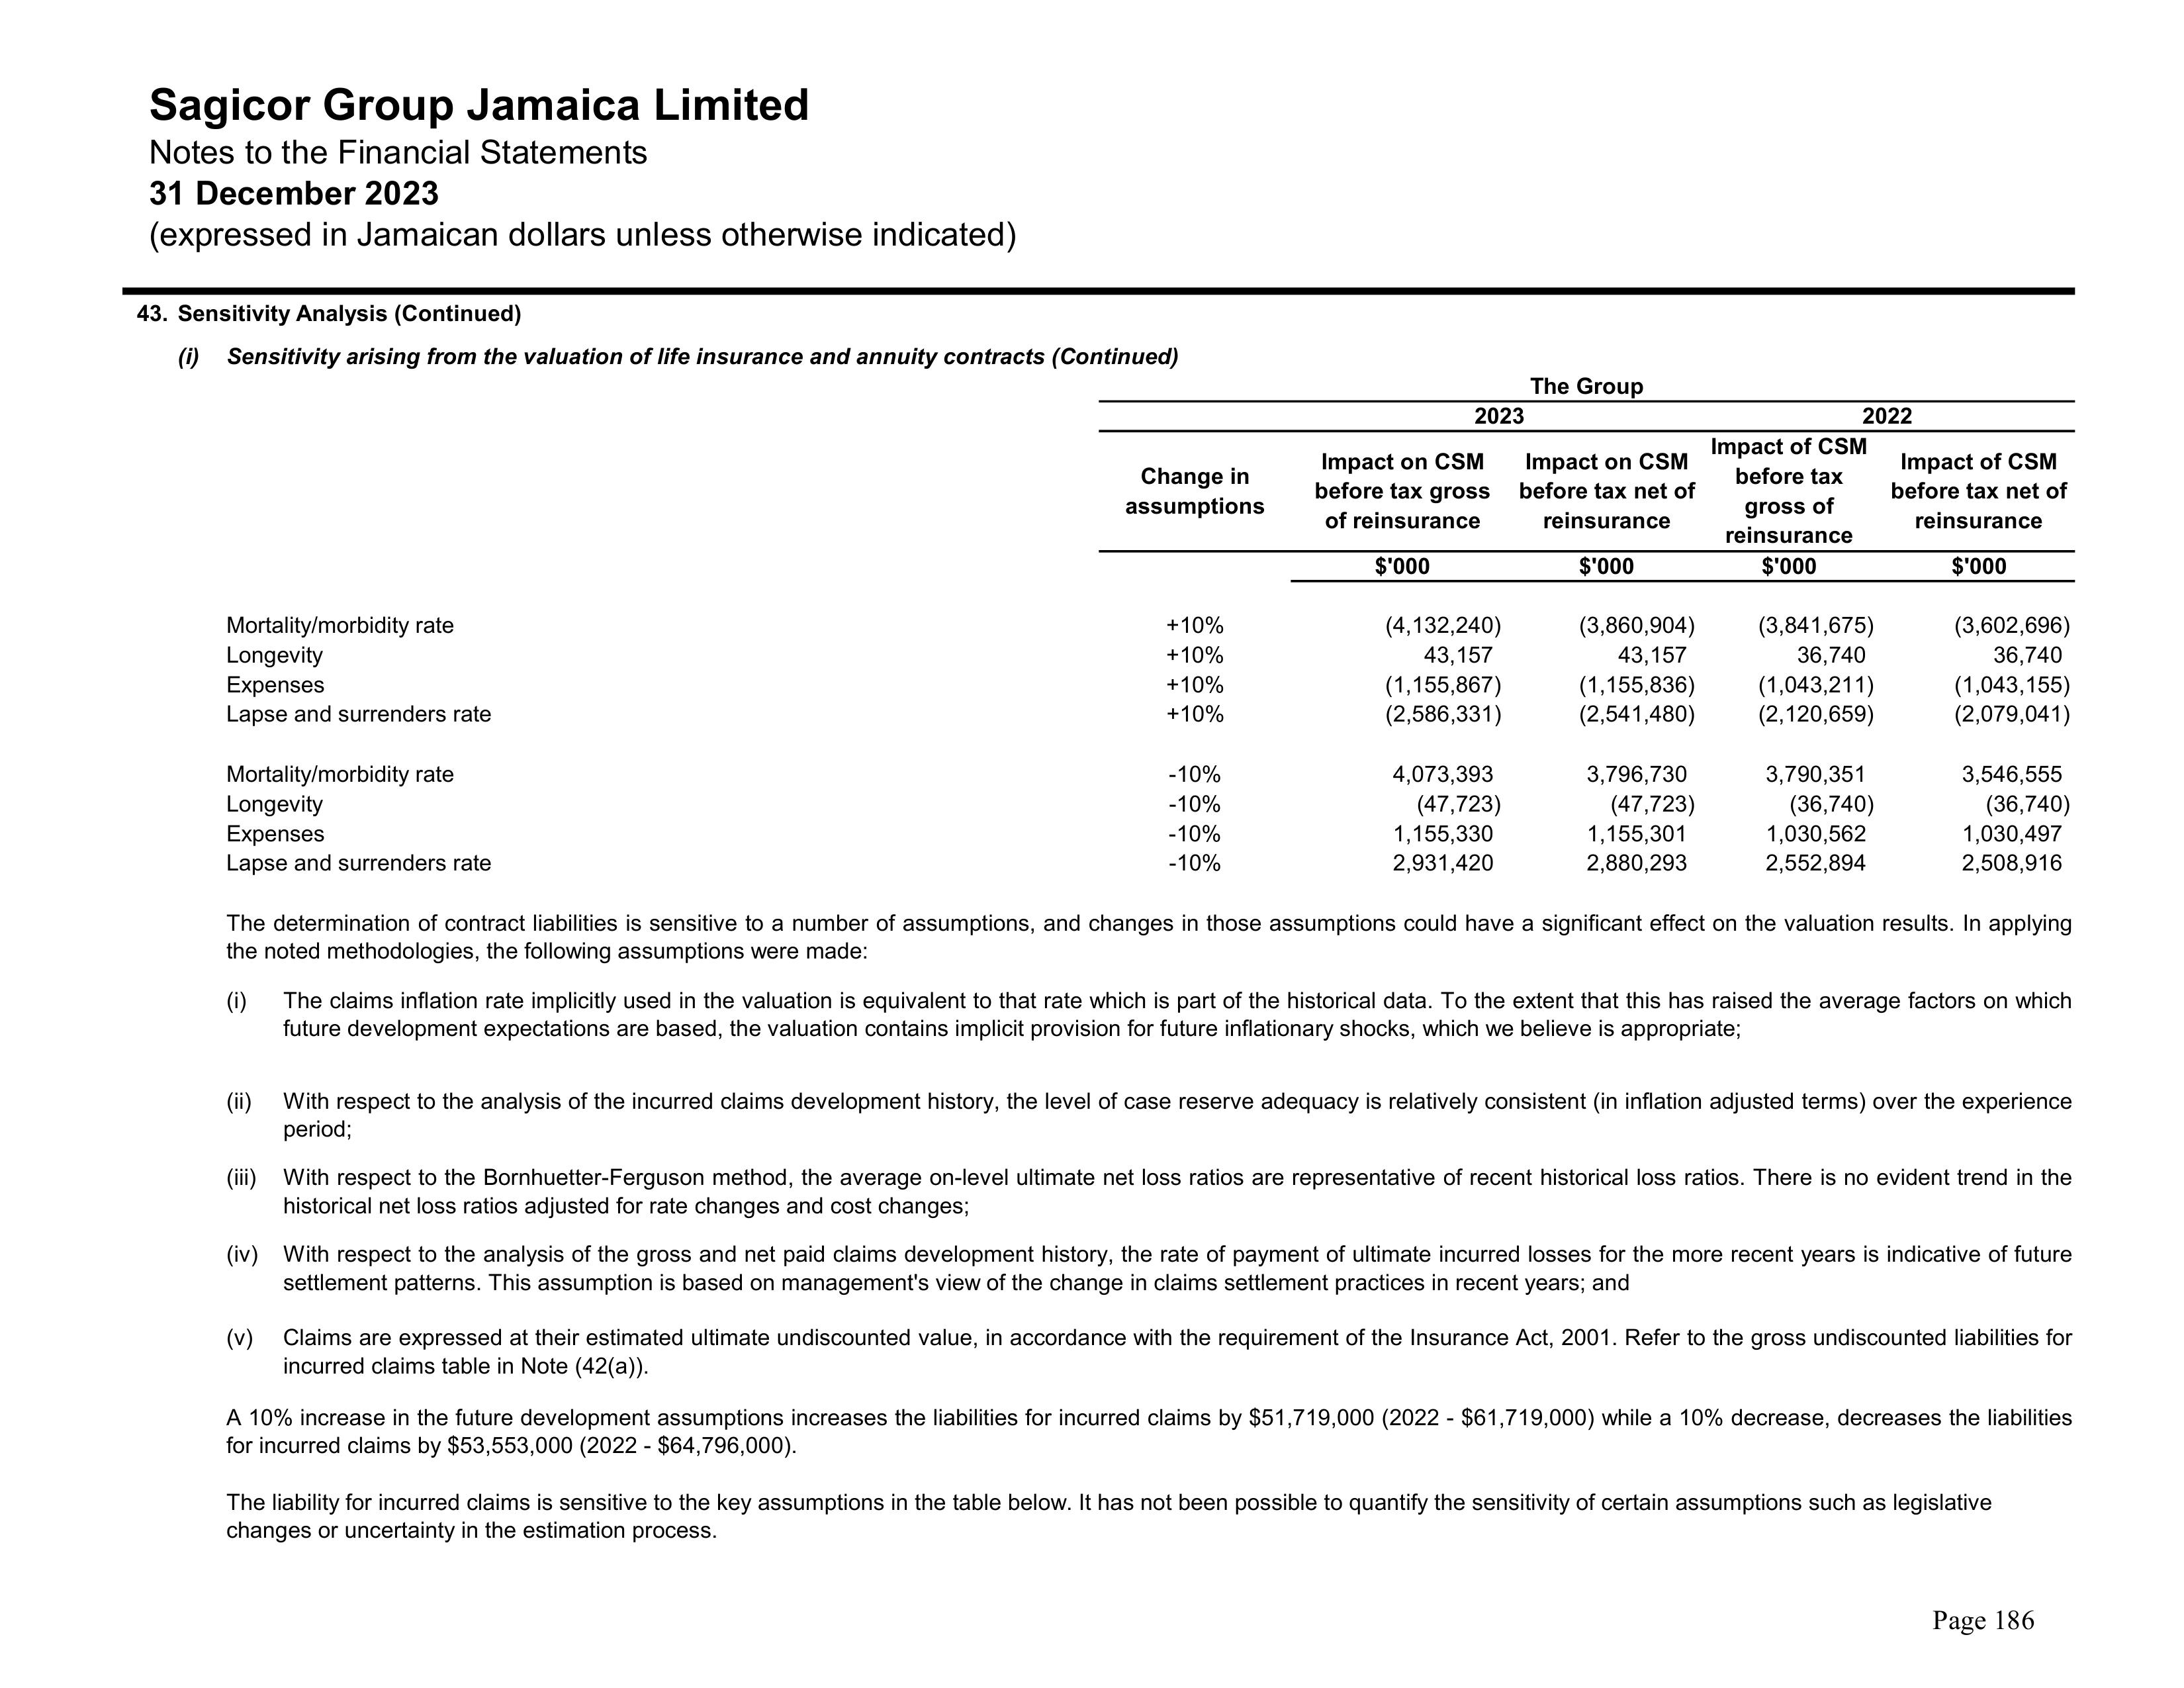 Sagicor Group Jamaica Limited
Notes to the Financial Statements
31 December 2023
(expressed in Jamaican dollars unless otherwise indicated)
43. Sensitivity Analysis (Continued)
(i) Sensitivity arising from the valuation of life insurance and annuity contracts (Continued)
The Group
2023 2022
Change in assumptions Impact on CSM before tax gross of reinsurance Impact on CSM before tax net of reinsurance Impact of CSM before tax gross of reinsurance Impact of CSM before tax net of reinsurance
$'000 $'000 $'000 $'000
Mortality/morbidity rate +10% (4,132,240) (3,860,904) (3,841,675) (3,602,696)
Longevity +10% 43,157 43,157 36,740 36,740
Expenses +10% (1,155,867) (1,155,836) (1,043,211) (1,043,155)
Lapse and surrenders rate +10% (2,586,331) (2,541,480) (2,120,659) (2,079,041)
Mortality/morbidity rate -10% 4,073,393 3,796,730 3,790,351 3,546,555
Longevity -10% (47,723) (47,723) (36,740) (36,740)
Expenses -10% 1,155,330 1,155,301 1,030,562 1,030,497
Lapse and surrenders rate -10% 2,931,420 2,880,293 2,552,894 2,508,916
The determination of contract liabilities is sensitive to a number of assumptions, and changes in those assumptions could have a significant effect on the valuation results. In applying
the noted methodologies, the following assumptions were made:
(i) The claims inflation rate implicitly used in the valuation is equivalent to that rate which is part of the historical data. To the extent that this has raised the average factors on which
future development expectations are based, the valuation contains implicit provision for future inflationary shocks, which we believe is appropriate;
(ii) With respect to the analysis of the incurred claims development history, the level of case reserve adequacy is relatively consistent (in inflation adjusted terms) over the experience
period;
(iii) With respect to the Bornhuetter-Ferguson method, the average on-level ultimate net loss ratios are representative of recent historical loss ratios. There is no evident trend in the
historical net loss ratios adjusted for rate changes and cost changes;
(iv) With respect to the analysis of the gross and net paid claims development history, the rate of payment of ultimate incurred losses for the more recent years is indicative of future
settlement patterns. This assumption is based on management's view of the change in claims settlement practices in recent years; and
(v) Claims are expressed at their estimated ultimate undiscounted value, in accordance with the requirement of the Insurance Act, 2001. Refer to the gross undiscounted liabilities for
incurred claims table in Note (42(a)).
A 10% increase in the future development assumptions increases the liabilities for incurred claims by $51,719,000 (2022 - $61,719,000) while a 10% decrease, decreases the liabilities
for incurred claims by $53,553,000 (2022 - $64,796,000).
The liability for incurred claims is sensitive to the key assumptions in the table below. It has not been possible to quantify the sensitivity of certain assumptions such as legislative
changes or uncertainty in the estimation process.
Page 186